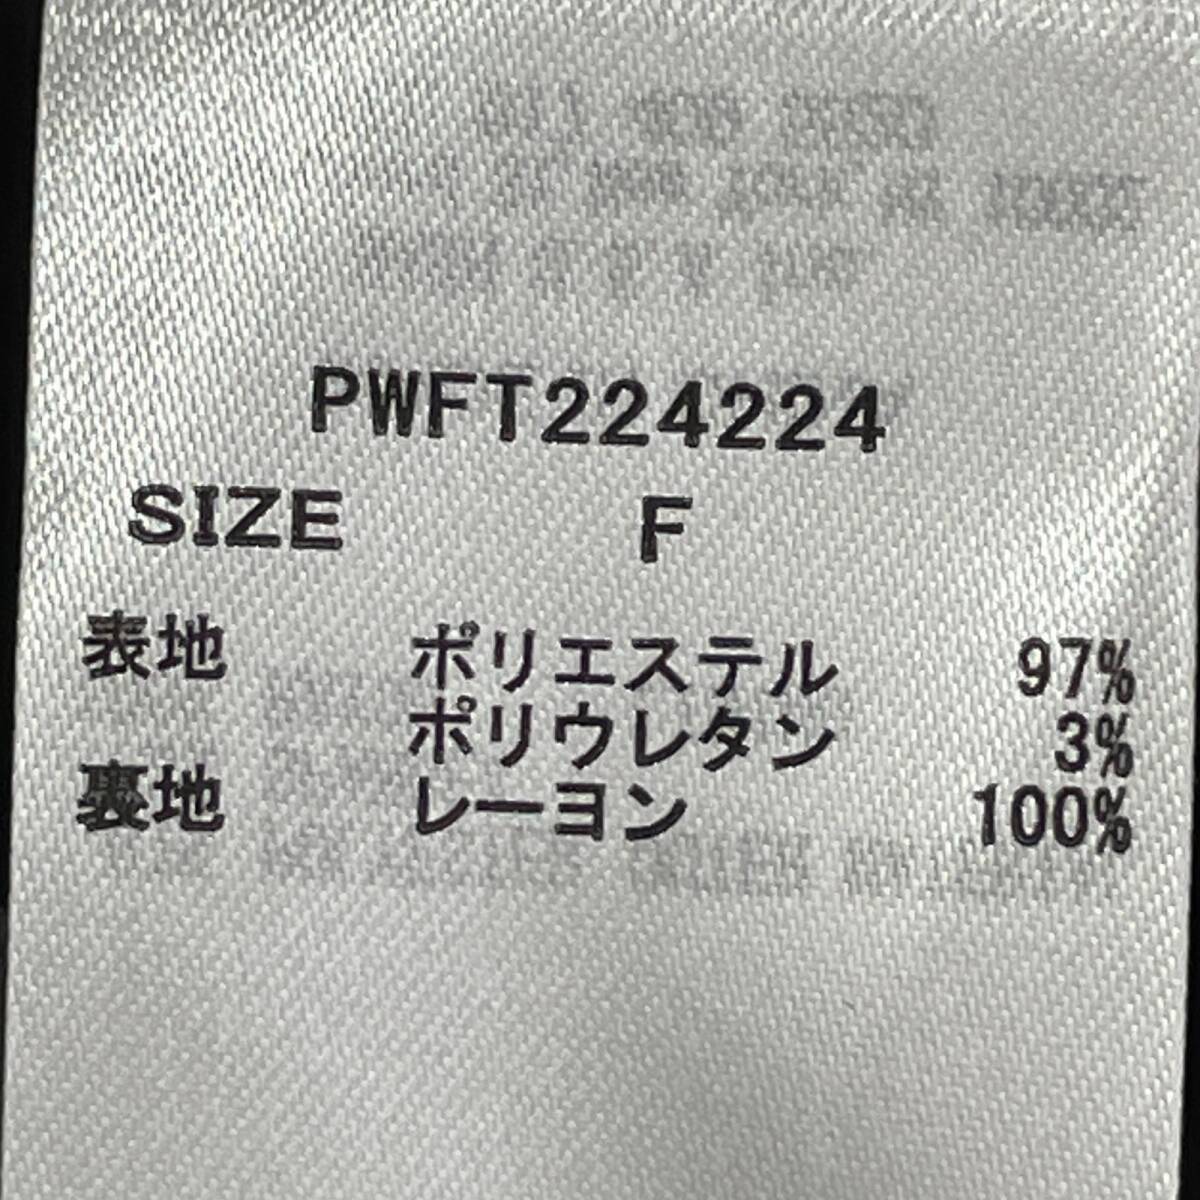 PWFT224224
SIZE F
表地 ポリエステル 97%
ポリウレタン 3%
裏地 レーヨン 100%